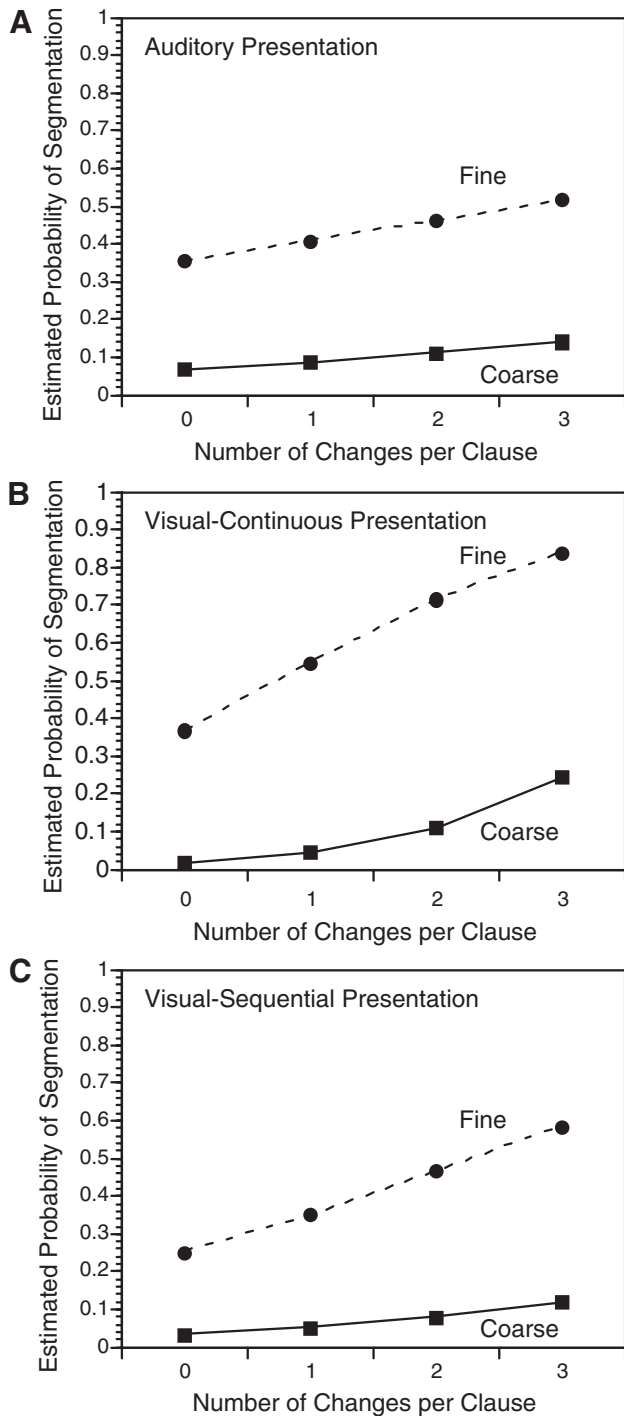 A
Auditory Presentation
Estimated Probability of Segmentation
1
0.9
0.8
0.7
0.6
0.5
0.4
0.3
0.2
0.1
0
Fine
Coarse
0 1 2 3
Number of Changes per Clause
B
Visual-Continuous Presentation
Estimated Probability of Segmentation
1
0.9
0.8
0.7
0.6
0.5
0.4
0.3
0.2
0.1
0
Fine
Coarse
0 1 2 3
Number of Changes per Clause
C
Visual-Sequential Presentation
Estimated Probability of Segmentation
1
0.9
0.8
0.7
0.6
0.5
0.4
0.3
0.2
0.1
0
Fine
Coarse
0 1 2 3
Number of Changes per Clause